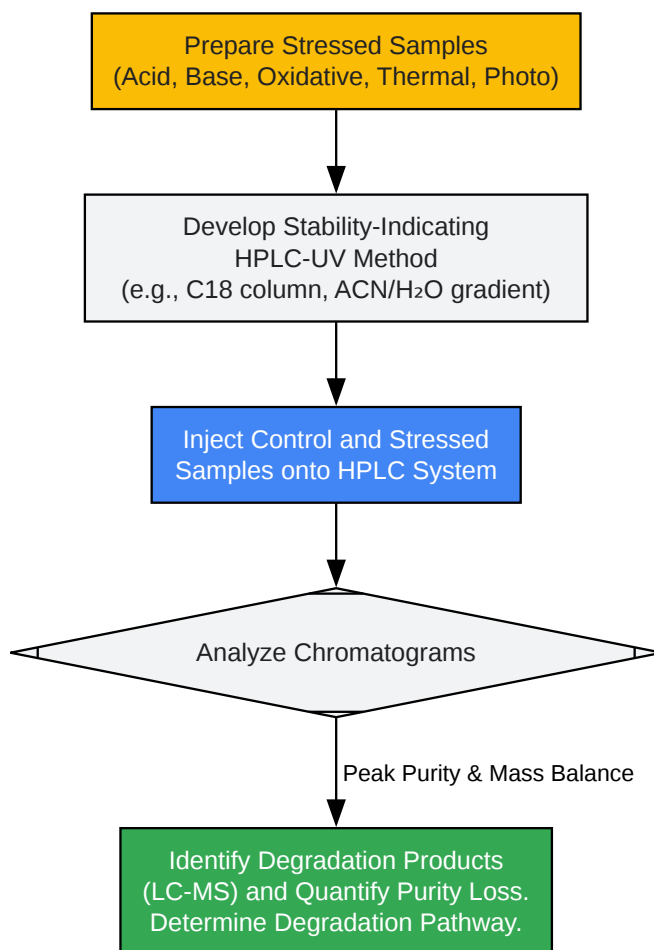 Prepare Stressed Samples
(Acid, Base, Oxidative, Thermal, Photo)
Develop Stability-Indicating
HPLC-UV Method
(e.g., C18 column, ACN/H₂O gradient)
Inject Control and Stressed
Samples onto HPLC System
Analyze Chromatograms
Peak Purity & Mass Balance
Identify Degradation Products
(LC-MS) and Quantify Purity Loss.
Determine Degradation Pathway.